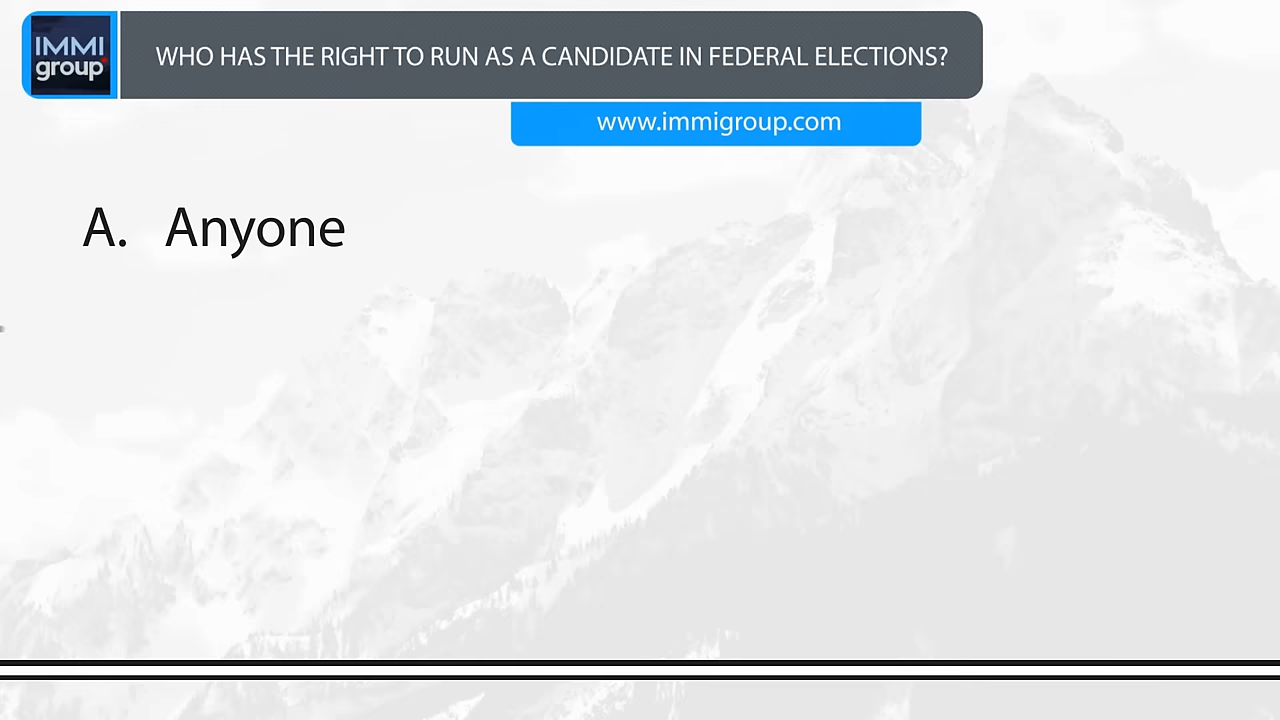 IMMI
group
WHO HAS THE RIGHT TO RUN AS A CANDIDATE IN FEDERAL ELECTIONS?
www.immigroup.com
A. Anyone